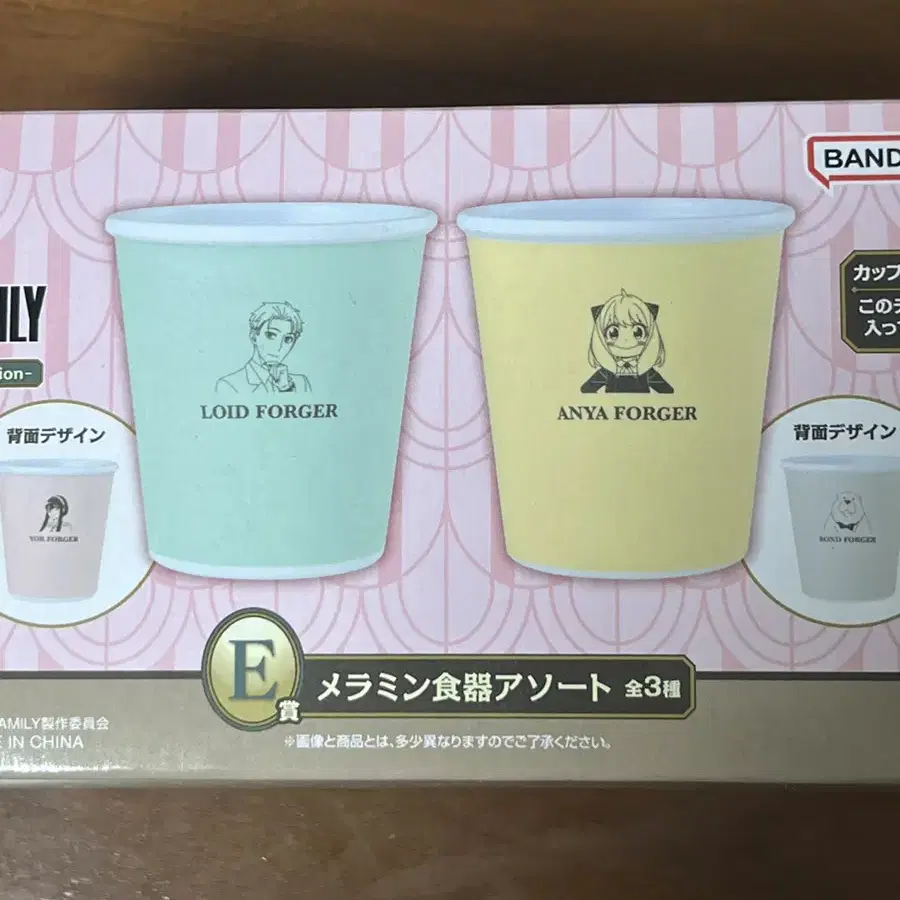 BAND
ILY
ion-
カップ
このデ
入って
背面デザイン
YOR FORGER
LOID FORGER
ANYA FORGER
背面デザイン
BOND FORGER
E賞
メラミン食器アソート 全3種
AMILY製作委員会
E IN CHINA
※画像と商品とは、多少異なりますのでご了承ください。